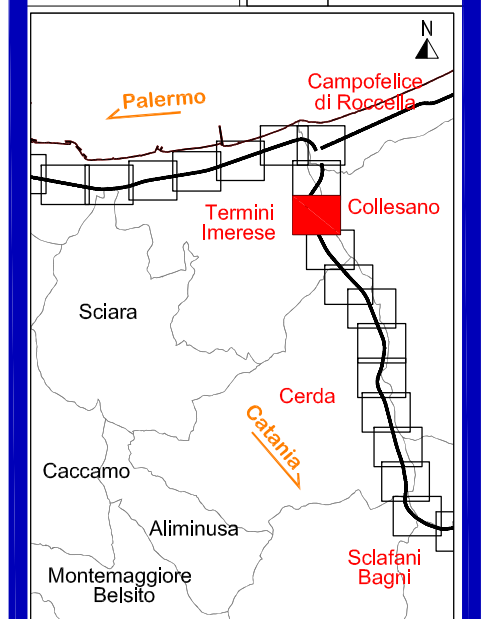 N
Campofelice
di Roccella
Palermo
Termini
Imerese
Collesano
Sciara
Cerda
Catania
Caccamo
Aliminusa
Sclafani
Bagni
Montemaggiore
Belsito